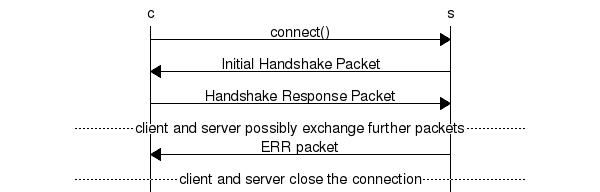 c s
connect()
Initial Handshake Packet
Handshake Response Packet
client and server possibly exchange further packets
ERR packet
client and server close the connection